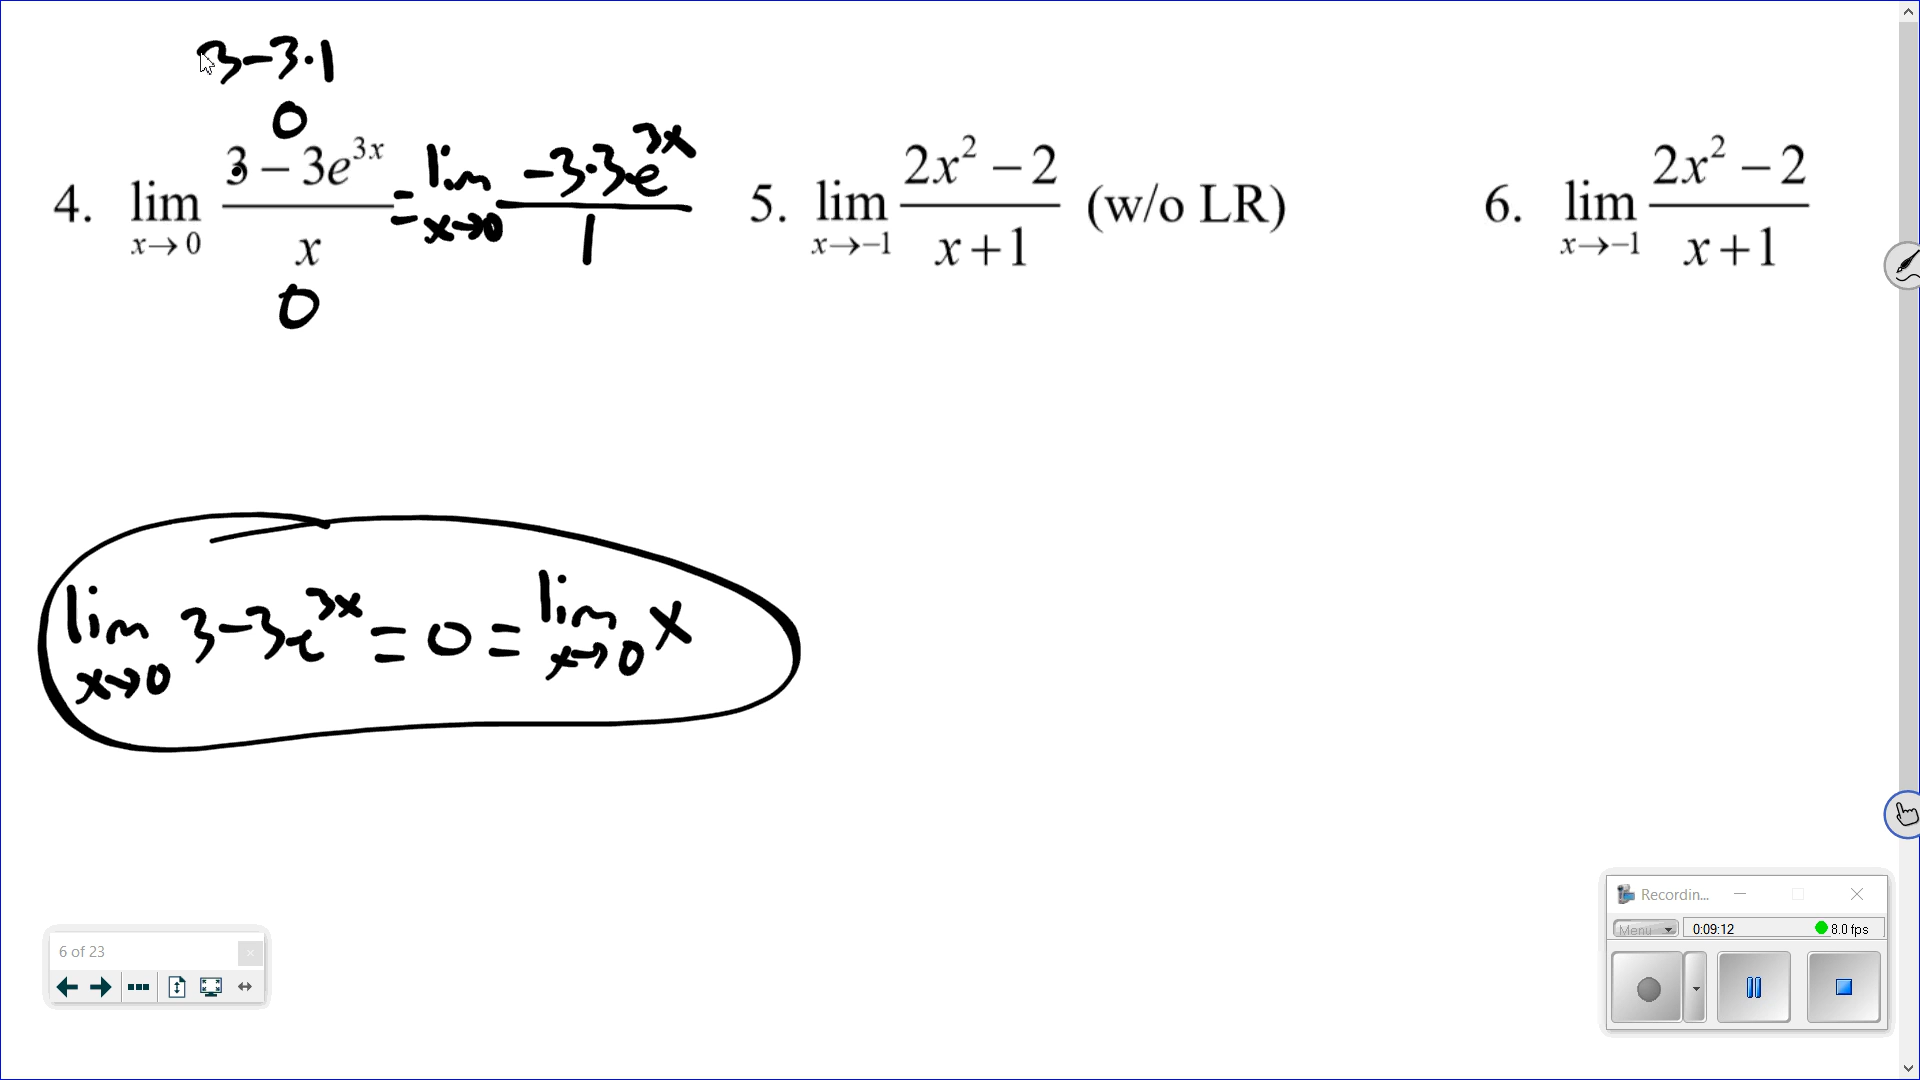 3-3·1
0
4. lim x→0 (3 − 3e^{3x})/x = lim x→0 (-3·3e^{3x})/1
0
5. lim x→−1 (2x² − 2)/(x+1) (w/o LR)
6. lim x→−1 (2x² − 2)/(x+1)
lim x→0 3-3e^{3x} = 0 = lim x→0 x
6 of 23
Recordin...
Menu 0:09:12 8.0 fps